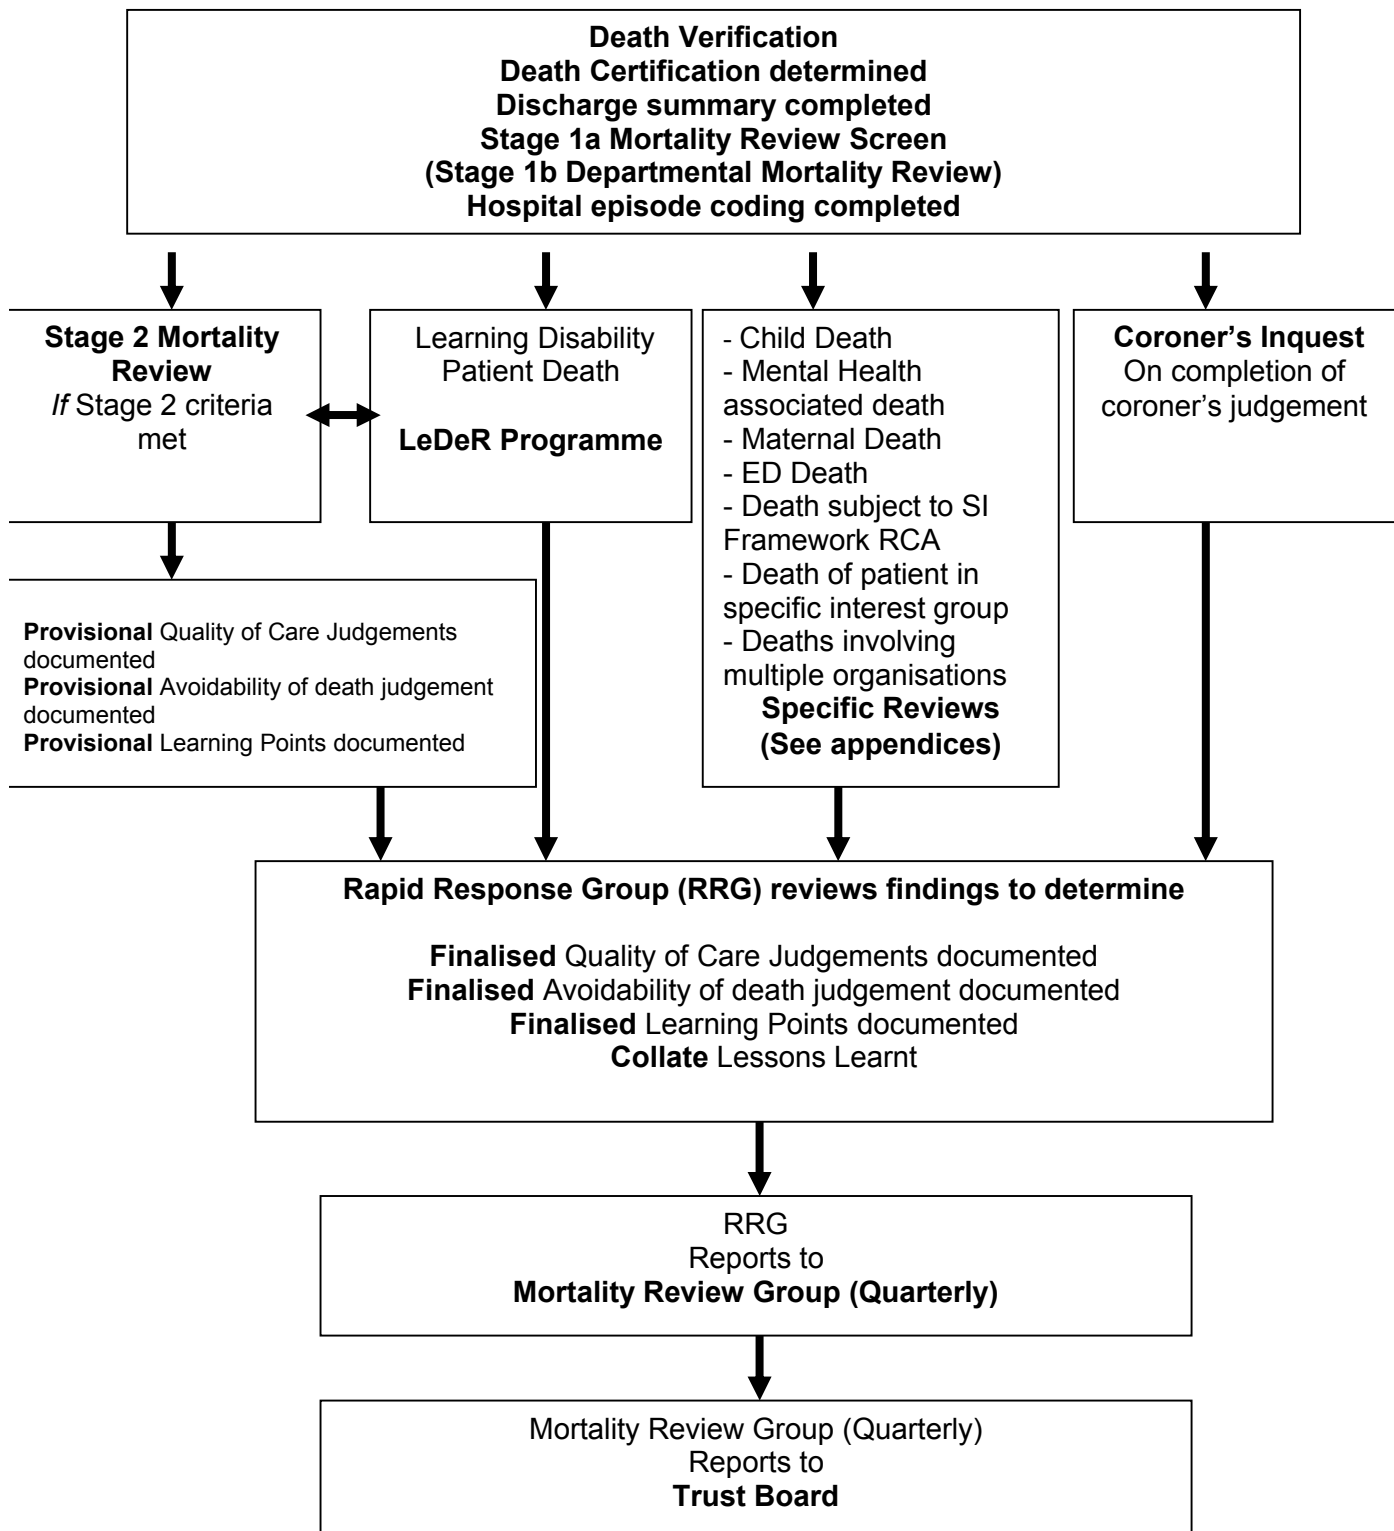 Death Verification
Death Certification determined
Discharge summary completed
Stage 1a Mortality Review Screen
(Stage 1b Departmental Mortality Review)
Hospital episode coding completed
Stage 2 Mortality
Review
If Stage 2 criteria
met
Learning Disability
Patient Death
LeDeR Programme
- Child Death
- Mental Health
associated death
- Maternal Death
- ED Death
- Death subject to SI
Framework RCA
- Death of patient in
specific interest group
- Deaths involving
multiple organisations
Specific Reviews
(See appendices)
Coroner’s Inquest
On completion of
coroner’s judgement
Provisional Quality of Care Judgements
documented
Provisional Avoidability of death judgement
documented
Provisional Learning Points documented
Rapid Response Group (RRG) reviews findings to determine
Finalised Quality of Care Judgements documented
Finalised Avoidability of death judgement documented
Finalised Learning Points documented
Collate Lessons Learnt
RRG
Reports to
Mortality Review Group (Quarterly)
Mortality Review Group (Quarterly)
Reports to
Trust Board